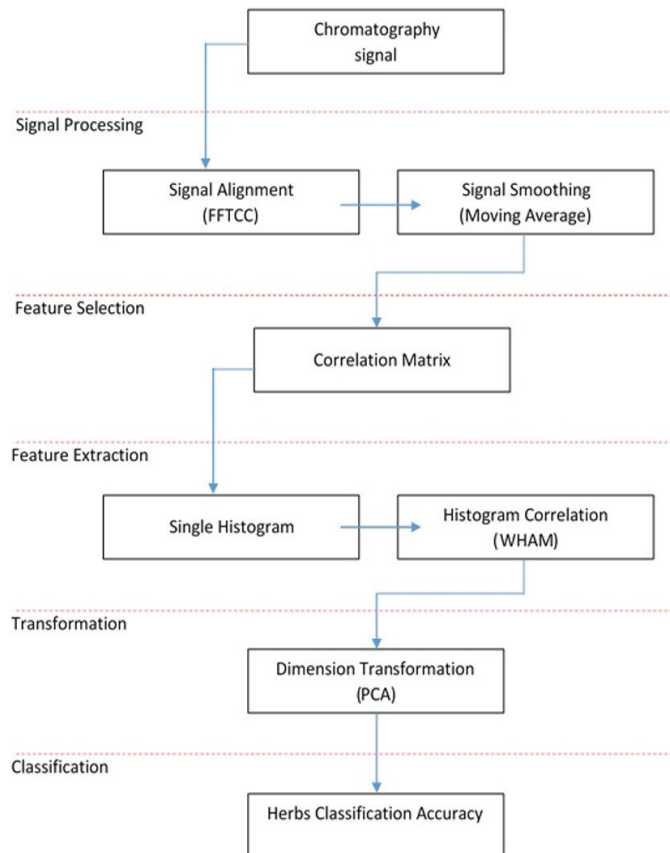 Chromatography
signal
Signal Processing
Signal Alignment
(FFTCC)
Signal Smoothing
(Moving Average)
Feature Selection
Correlation Matrix
Feature Extraction
Single Histogram
Histogram Correlation
(WHAM)
Transformation
Dimension Transformation
(PCA)
Classification
Herbs Classification Accuracy